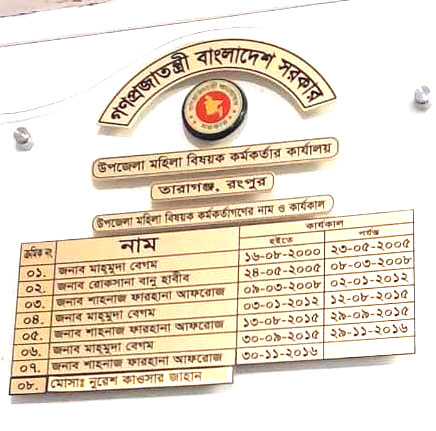 গণপ্রজাতন্ত্রী বাংলাদেশ সরকার
উপজেলা মহিলা বিষয়ক কর্মকর্তার কার্যালয়
তারাগঞ্জ, রংপুর
উপজেলা মহিলা বিষয়ক কর্মকর্তাগণের নাম ও কার্যকাল
ক্রমিক নং নাম কার্যকাল
হইতে পর্যন্ত
০১. জনাব মাহ্‌মুদা বেগম ১৬-০৮-২০০০ ২৩-০৫-২০০৫
০২. জনাব রোকসানা বানু হাবীব ২৪-০৫-২০০৫ ০৮-০৩-২০০৮
০৩. জনাব শাহনাজ ফারহানা আফরোজ ০৯-০৩-২০০৮ ০২-০১-২০১২
০৪. জনাব মাহ্‌মুদা বেগম ০৩-০১-২০১২ ১২-০৮-২০১৫
০৫. জনাব শাহনাজ ফারহানা আফরোজ ১৩-০৮-২০১৫ ২৯-০৯-২০১৫
০৬. জনাব মাহ্‌মুদা বেগম ৩০-০৯-২০১৫ ২৯-১১-২০১৬
০৭. জনাব শাহনাজ ফারহানা আফরোজ ৩০-১১-২০১৬
০৮. মোসাঃ নুরেশ কাওসার জাহান